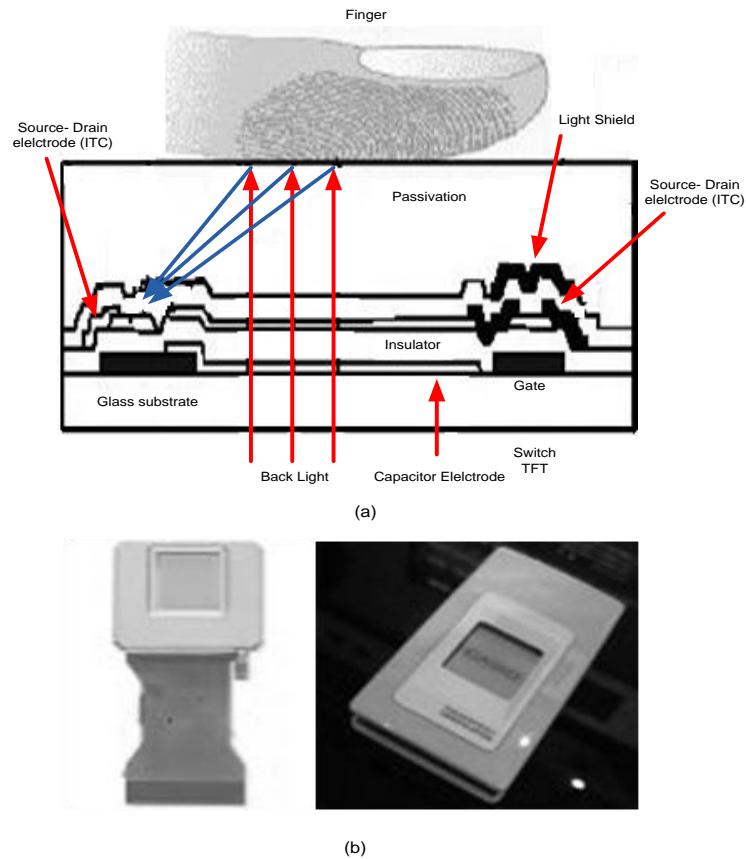 Finger
Source- Drain
elelctrode (ITC)
Light Shield
Source- Drain
elelctrode (ITC)
Passivation
Insulator
Glass substrate
Gate
Back Light
Capacitor Elelctrode
Switch
TFT
(a)
(b)